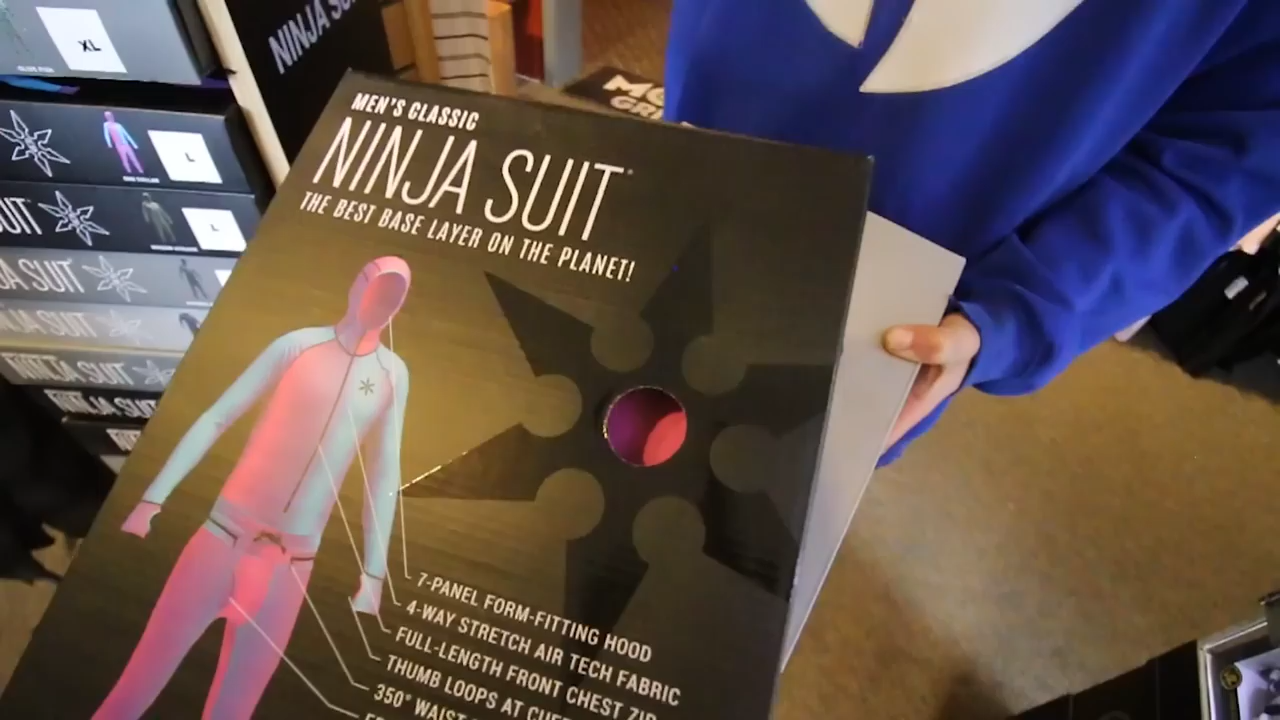 MEN'S CLASSIC
NINJA SUIT
THE BEST BASE LAYER ON THE PLANET!
7-PANEL FORM-FITTING HOOD
4-WAY STRETCH AIR TECH FABRIC
FULL-LENGTH FRONT CHEST ZIP
THUMB LOOPS AT
350° WAIST
XL
L
L
NINJA
SUIT
NINJA SUIT
NINJA SUIT